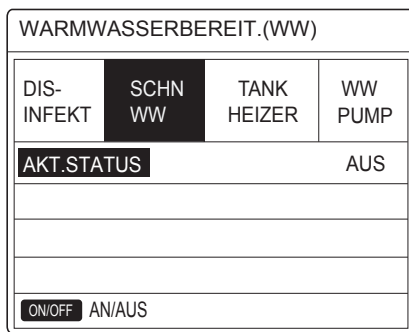 WARMWASSERBEREIT.(WW)
DIS- SCHN TANK WW
INFEKT WW HEIZER PUMP
AKT.STATUS AUS
ON/OFF AN/AUS